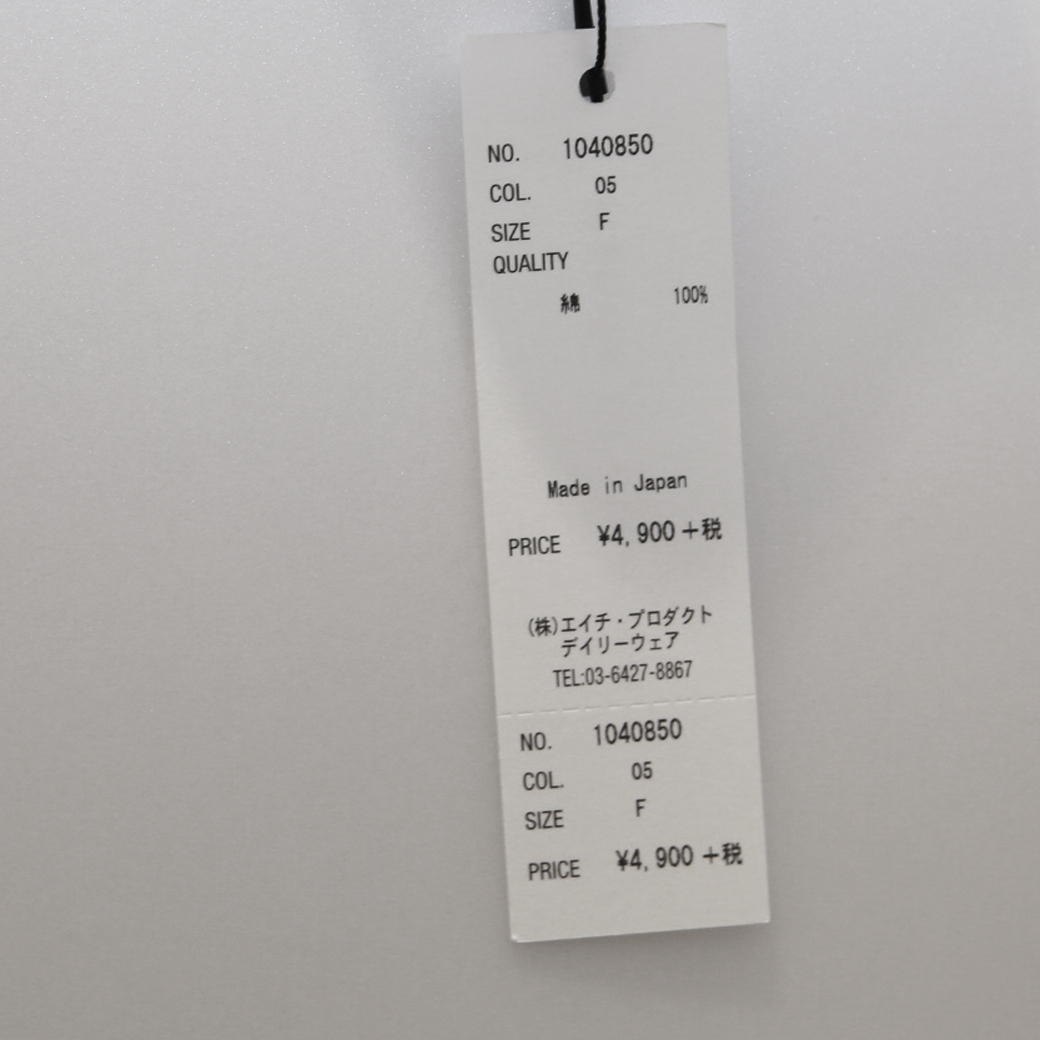 NO. 1040850
COL. 05
SIZE F
QUALITY
綿 100%
Made in Japan
PRICE ¥4,900+税
(株)エイチ・プロダクト
デイリーウェア
TEL:03-6427-8867
NO. 1040850
COL. 05
SIZE F
PRICE ¥4,900+税